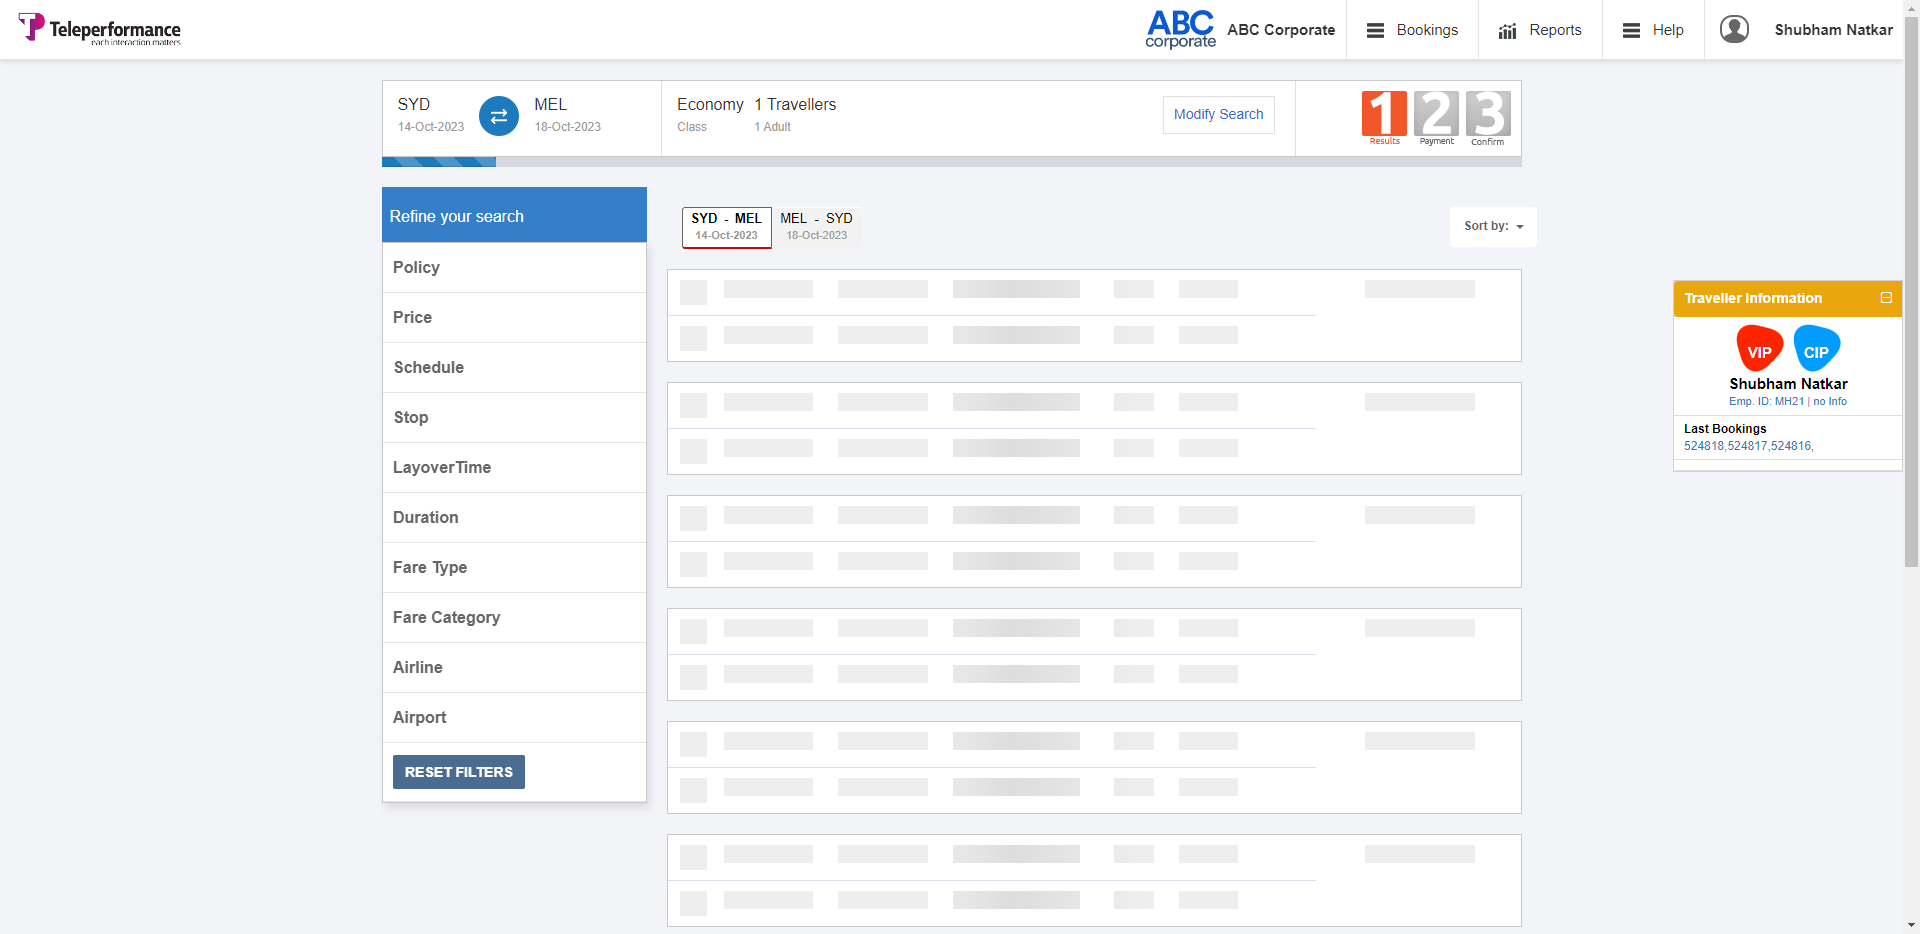 Teleperformance
each interaction matters
ABC
corporate
ABC Corporate
Bookings
Reports
Help
Shubham Natkar
SYD
14-Oct-2023
MEL
18-Oct-2023
Economy
Class
1 Travellers
1 Adult
Modify Search
1
Results
2
Payment
3
Confirm
Refine your search
Policy
Price
Schedule
Stop
LayoverTime
Duration
Fare Type
Fare Category
Airline
Airport
RESET FILTERS
SYD - MEL
14-Oct-2023
MEL - SYD
18-Oct-2023
Sort by:
Traveller Information
VIP
CIP
Shubham Natkar
Emp. ID: MH21 | no Info
Last Bookings
524818,524817,524816,